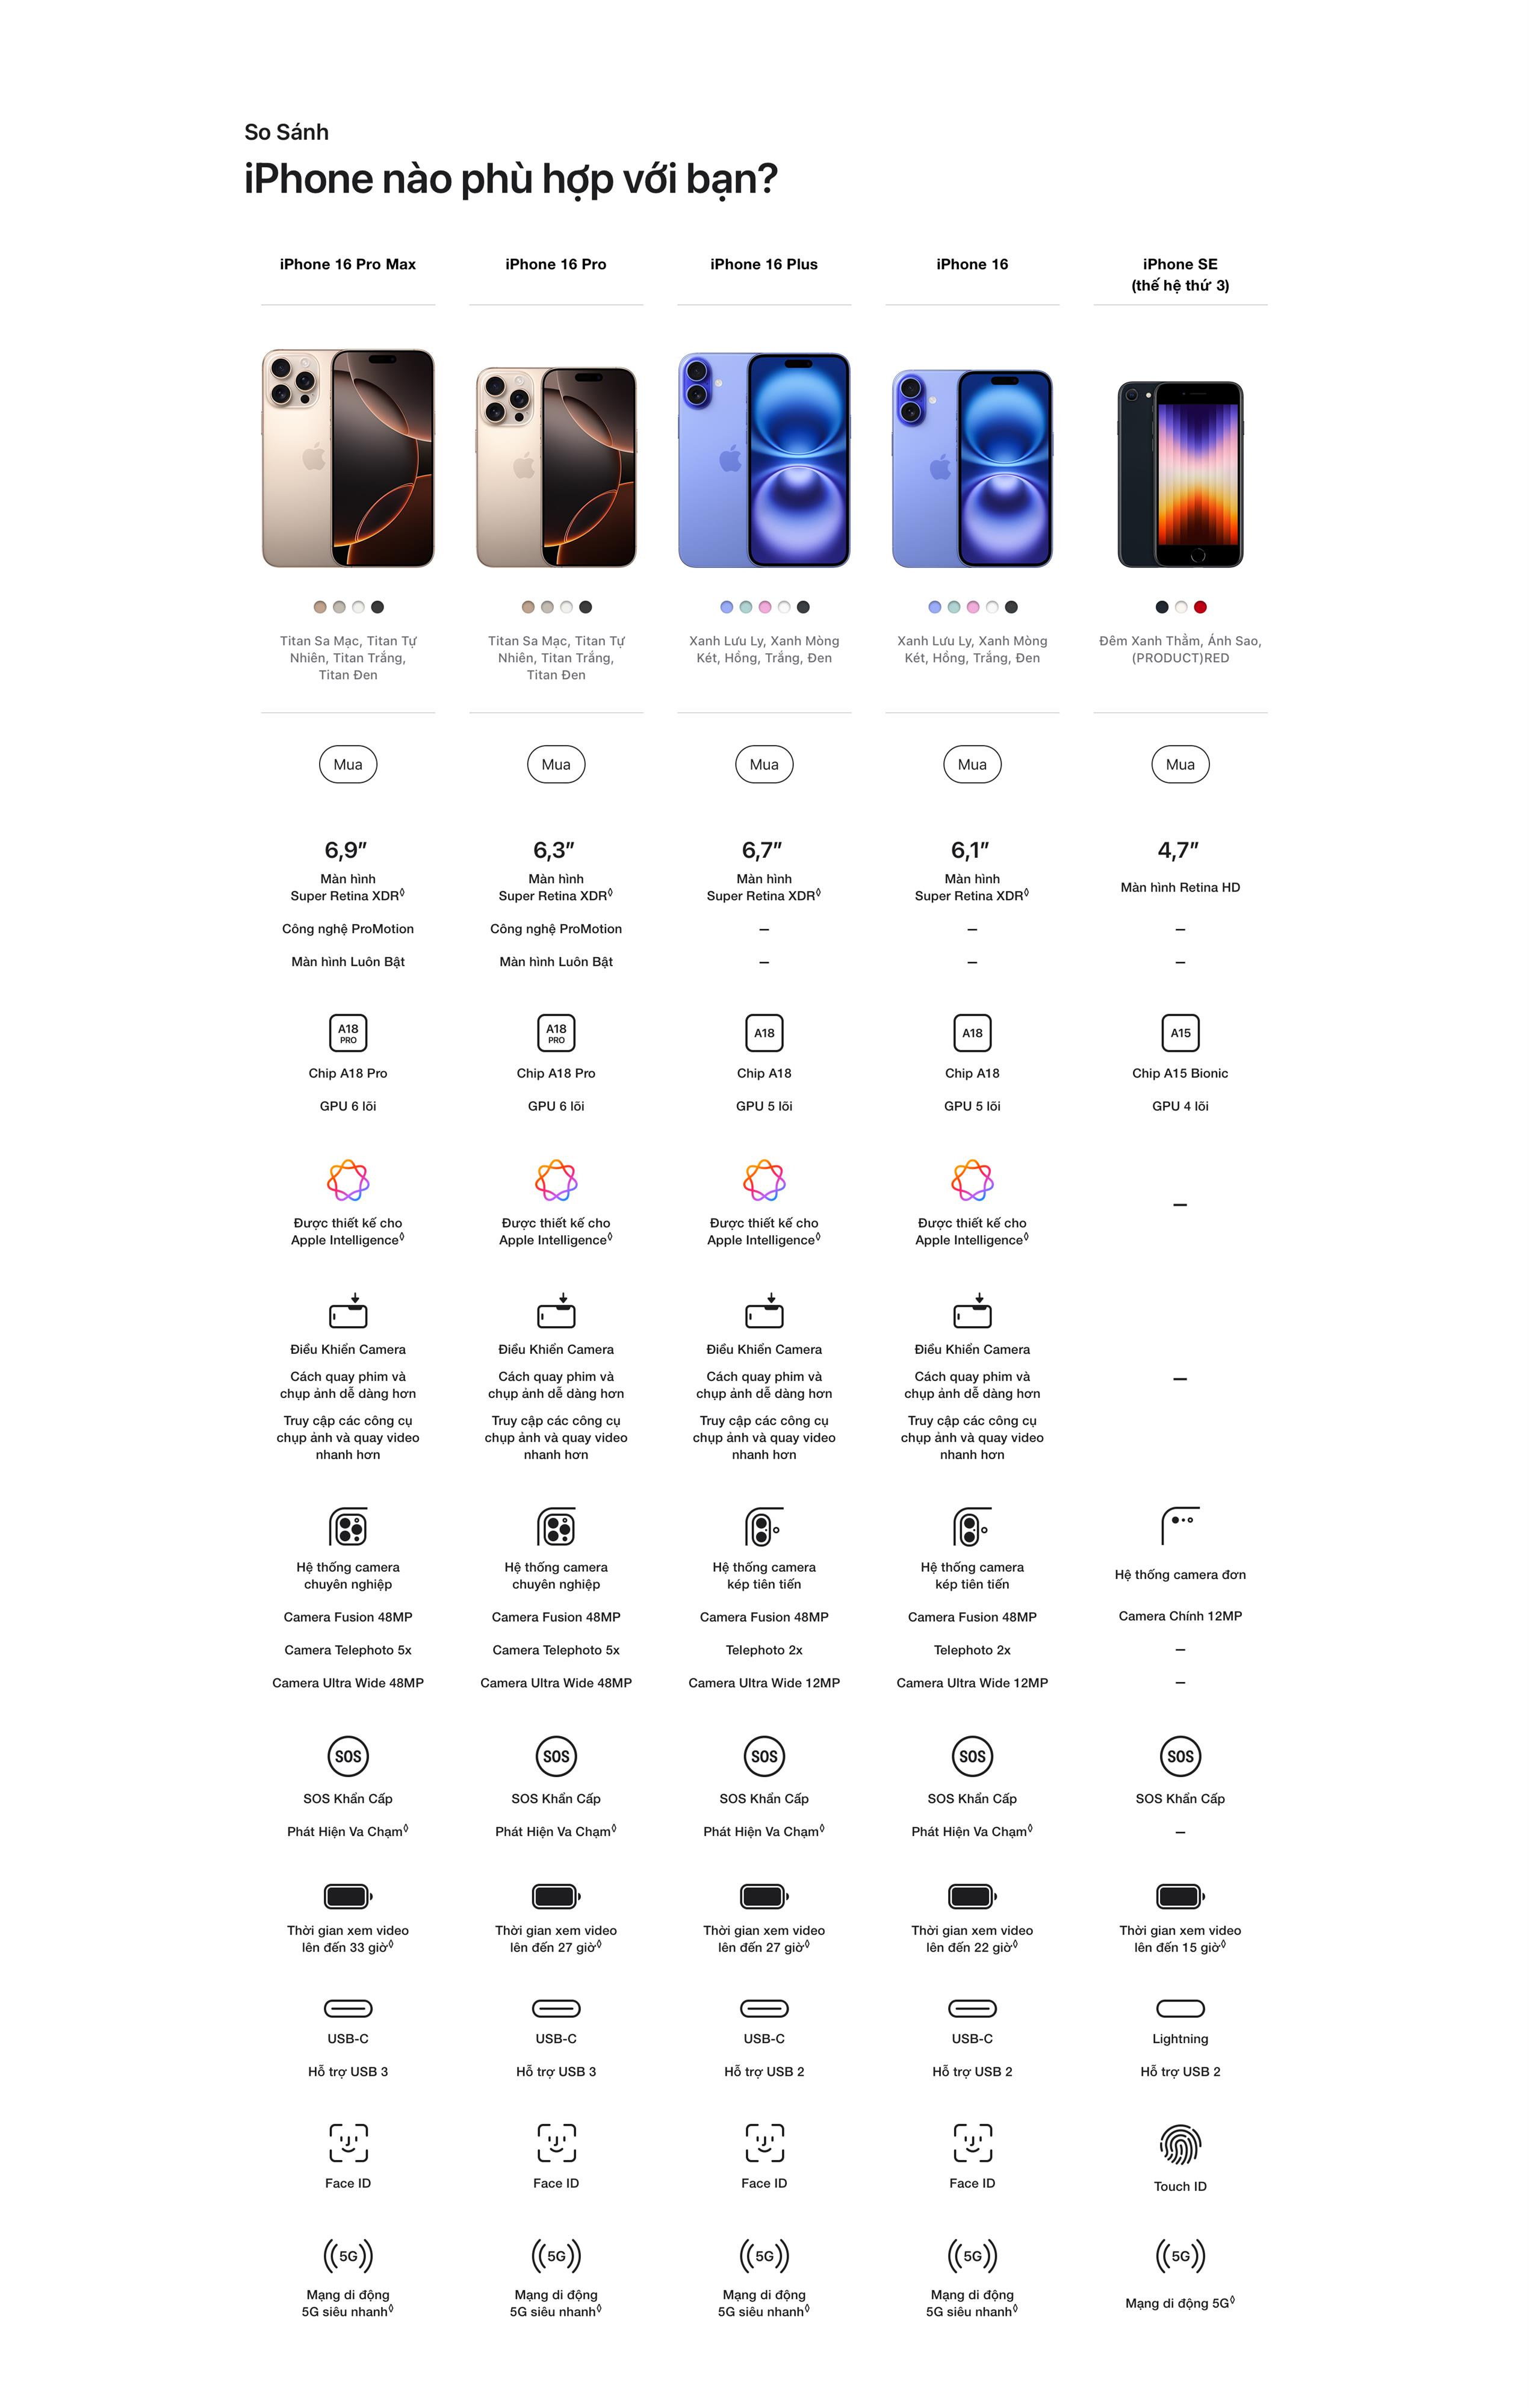 So Sánh
iPhone nào phù hợp với bạn?
iPhone 16 Pro Max
iPhone 16 Pro
iPhone 16 Plus
iPhone 16
iPhone SE
(thế hệ thứ 3)
Titan Sa Mạc, Titan Tự
Nhiên, Titan Trắng,
Titan Đen
Titan Sa Mạc, Titan Tự
Nhiên, Titan Trắng,
Titan Đen
Xanh Lưu Ly, Xanh Mòng
Két, Hồng, Trắng, Đen
Xanh Lưu Ly, Xanh Mòng
Két, Hồng, Trắng, Đen
Đêm Xanh Thẳm, Ánh Sao,
(PRODUCT)RED
Mua
Mua
Mua
Mua
Mua
6,9”
6,3”
6,7”
6,1”
4,7”
Màn hình
Super Retina XDR◊
Màn hình
Super Retina XDR◊
Màn hình
Super Retina XDR◊
Màn hình
Super Retina XDR◊
Màn hình Retina HD
Công nghệ ProMotion
Công nghệ ProMotion
–
–
–
Màn hình Luôn Bật
Màn hình Luôn Bật
–
–
–
A18
PRO
A18
PRO
A18
A18
A15
Chip A18 Pro
Chip A18 Pro
Chip A18
Chip A18
Chip A15 Bionic
GPU 6 lõi
GPU 6 lõi
GPU 5 lõi
GPU 5 lõi
GPU 4 lõi
Được thiết kế cho
Apple Intelligence◊
Được thiết kế cho
Apple Intelligence◊
Được thiết kế cho
Apple Intelligence◊
Được thiết kế cho
Apple Intelligence◊
–
Điều Khiển Camera
Điều Khiển Camera
Điều Khiển Camera
Điều Khiển Camera
–
Cách quay phim và
chụp ảnh dễ dàng hơn
Cách quay phim và
chụp ảnh dễ dàng hơn
Cách quay phim và
chụp ảnh dễ dàng hơn
Cách quay phim và
chụp ảnh dễ dàng hơn
Truy cập các công cụ
chụp ảnh và quay video
nhanh hơn
Truy cập các công cụ
chụp ảnh và quay video
nhanh hơn
Truy cập các công cụ
chụp ảnh và quay video
nhanh hơn
Truy cập các công cụ
chụp ảnh và quay video
nhanh hơn
Hệ thống camera
chuyên nghiệp
Hệ thống camera
chuyên nghiệp
Hệ thống camera
kép tiên tiến
Hệ thống camera
kép tiên tiến
Hệ thống camera đơn
Camera Fusion 48MP
Camera Fusion 48MP
Camera Fusion 48MP
Camera Fusion 48MP
Camera Chính 12MP
Camera Telephoto 5x
Camera Telephoto 5x
Telephoto 2x
Telephoto 2x
–
Camera Ultra Wide 48MP
Camera Ultra Wide 48MP
Camera Ultra Wide 12MP
Camera Ultra Wide 12MP
–
SOS
SOS
SOS
SOS
SOS
SOS Khẩn Cấp
SOS Khẩn Cấp
SOS Khẩn Cấp
SOS Khẩn Cấp
SOS Khẩn Cấp
Phát Hiện Va Chạm◊
Phát Hiện Va Chạm◊
Phát Hiện Va Chạm◊
Phát Hiện Va Chạm◊
–
Thời gian xem video
lên đến 33 giờ◊
Thời gian xem video
lên đến 27 giờ◊
Thời gian xem video
lên đến 27 giờ◊
Thời gian xem video
lên đến 22 giờ◊
Thời gian xem video
lên đến 15 giờ◊
USB-C
USB-C
USB-C
USB-C
Lightning
Hỗ trợ USB 3
Hỗ trợ USB 3
Hỗ trợ USB 2
Hỗ trợ USB 2
Hỗ trợ USB 2
Face ID
Face ID
Face ID
Face ID
Touch ID
5G
5G
5G
5G
5G
Mạng di động
5G siêu nhanh◊
Mạng di động
5G siêu nhanh◊
Mạng di động
5G siêu nhanh◊
Mạng di động
5G siêu nhanh◊
Mạng di động 5G◊